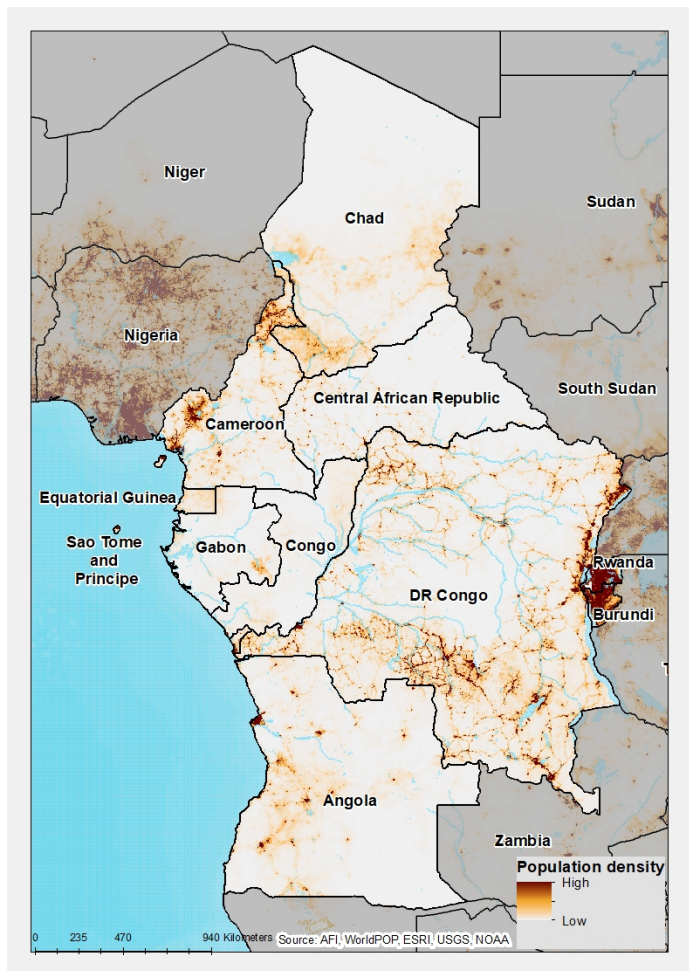 Niger
Sudan
Chad
Nigeria
South Sudan
Central African Republic
Cameroon
Equatorial Guinea
Sao Tome
and
Principe
Gabon
Congo
Rwanda
DR Congo
Burundi
T
Angola
Zambia
Population density
High
Low
0 235 470 940 Kilometers
Source: AFI, WorldPOP, ESRI, USGS, NOAA